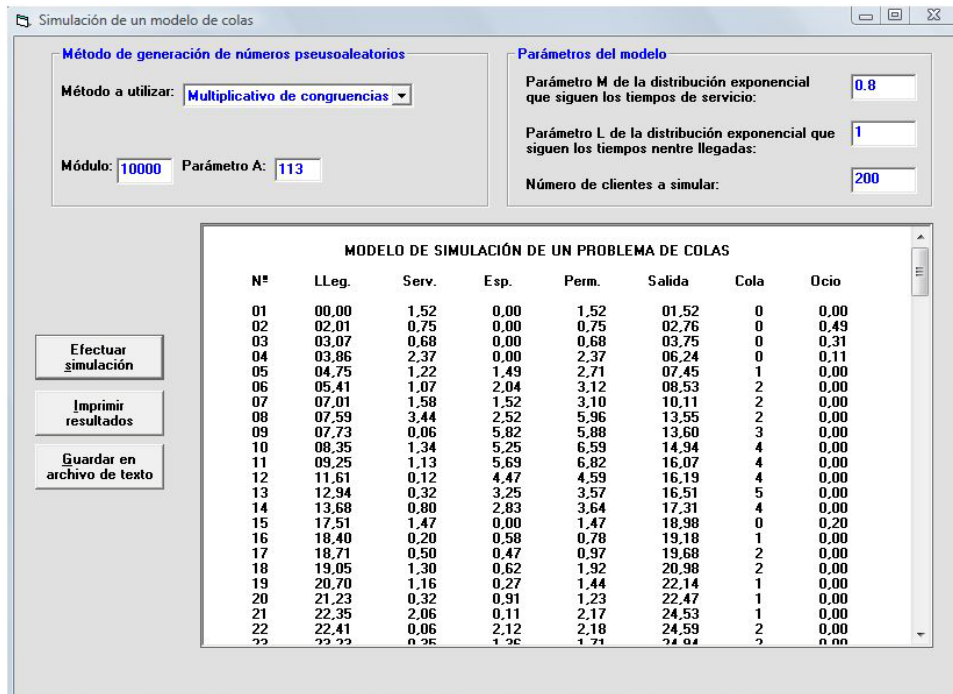 Simulación de un modelo de colas
Método de generación de números pseusoaleatorios
Método a utilizar: Multiplicativo de congruencias
Módulo: 10000 Parámetro A: 113
Parámetros del modelo
Parámetro M de la distribución exponencial
que siguen los tiempos de servicio:
0.8
Parámetro L de la distribución exponencial que
siguen los tiempos nentre llegadas:
1
Número de clientes a simular: 200
Efectuar
simulación
Imprimir
resultados
Guardar en
archivo de texto
MODELO DE SIMULACIÓN DE UN PROBLEMA DE COLAS
Nº LLeg. Serv. Esp. Perm. Salida Cola Ocio
01 00,00 1,52 0,00 1,52 01,52 0 0,00
02 02,01 0,75 0,00 0,75 02,76 0 0,49
03 03,07 0,68 0,00 0,68 03,75 0 0,31
04 03,86 2,37 0,00 2,37 06,24 0 0,11
05 04,75 1,22 1,49 2,71 07,45 1 0,00
06 05,41 1,07 2,04 3,12 08,53 2 0,00
07 07,01 1,58 1,52 3,10 10,11 2 0,00
08 07,59 3,44 2,52 5,96 13,55 2 0,00
09 07,73 0,06 5,82 5,88 13,60 3 0,00
10 08,35 1,34 5,25 6,59 14,94 4 0,00
11 09,25 1,13 5,69 6,82 16,07 4 0,00
12 11,61 0,12 4,47 4,59 16,19 4 0,00
13 12,94 0,32 3,25 3,57 16,51 5 0,00
14 13,68 0,80 2,83 3,64 17,31 4 0,00
15 17,51 1,47 0,00 1,47 18,98 0 0,20
16 18,40 0,20 0,58 0,78 19,18 1 0,00
17 18,71 0,50 0,47 0,97 19,68 2 0,00
18 19,05 1,30 0,62 1,92 20,98 2 0,00
19 20,70 1,16 0,27 1,44 22,14 1 0,00
20 21,23 0,32 0,91 1,23 22,47 1 0,00
21 22,35 2,06 0,11 2,17 24,53 1 0,00
22 22,41 0,06 2,12 2,18 24,59 2 0,00